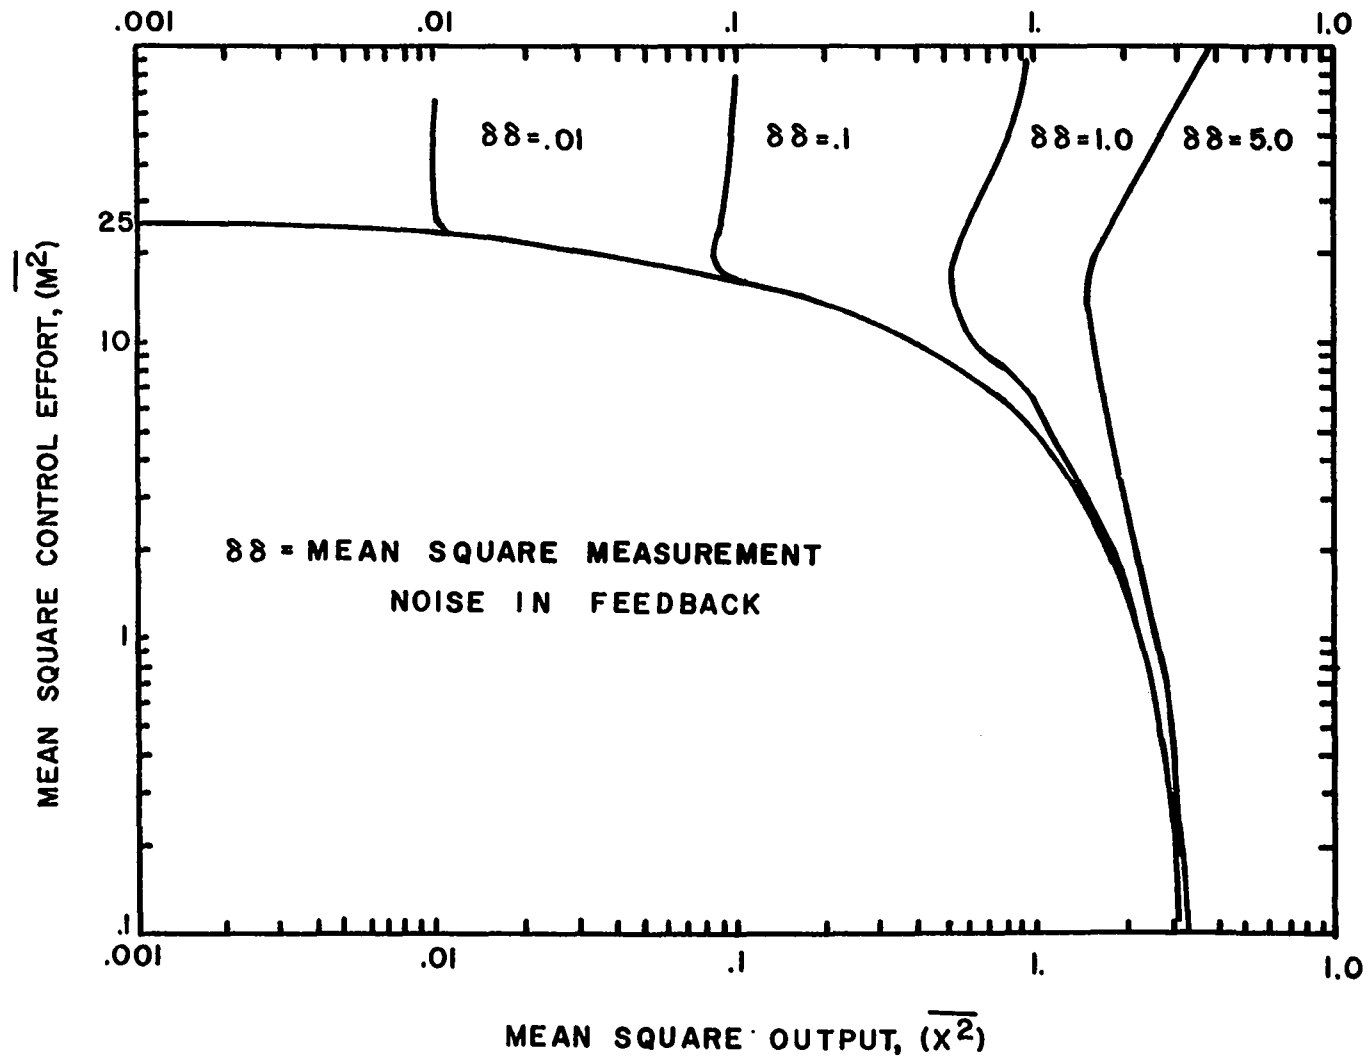 .001 .01 .1 1. 1.0
δδ=.01 δδ=.1 δδ=1.0 δδ=5.0
25
10
1
.1
MEAN SQUARE CONTROL EFFORT, (M²)
δδ = MEAN SQUARE MEASUREMENT
NOISE IN FEEDBACK
.001 .01 .1 1. 1.0
MEAN SQUARE OUTPUT, (X²)